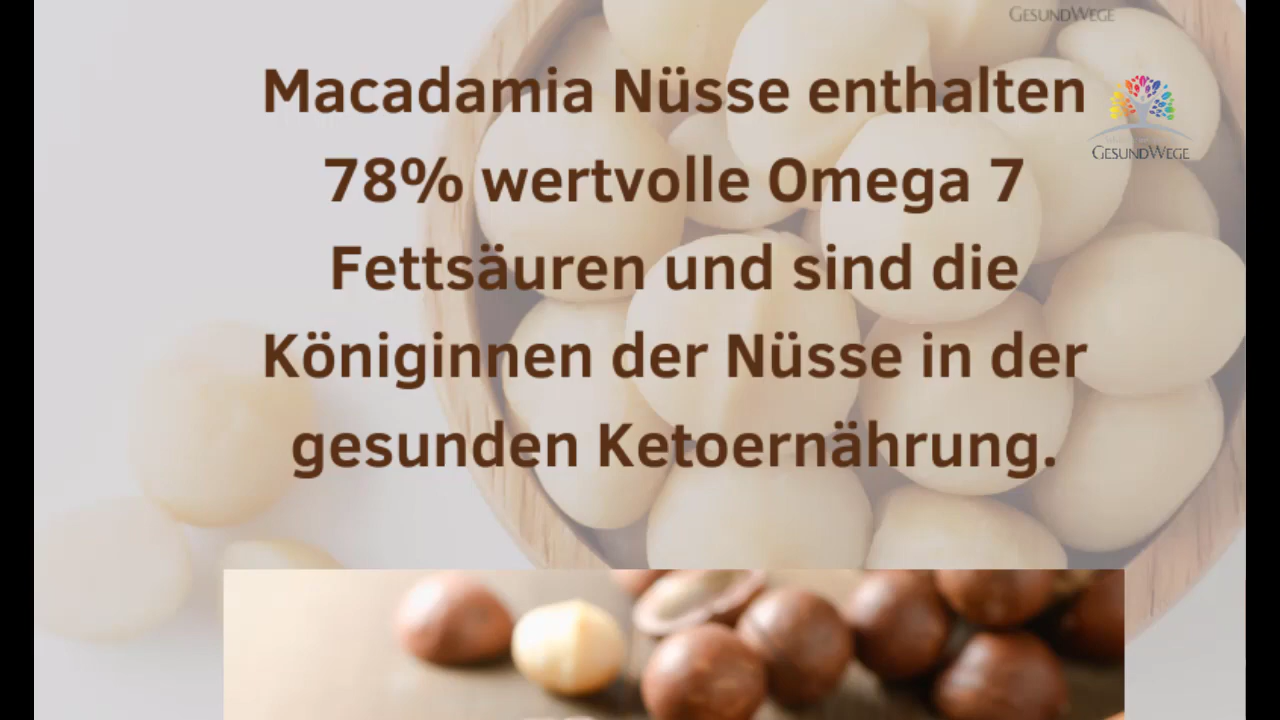 GESUNDWEGE
Macadamia Nüsse enthalten
78% wertvolle Omega 7
Fettsäuren und sind die
Königinnen der Nüsse in der
gesunden Ketoernährung.
GESUNDWEGE